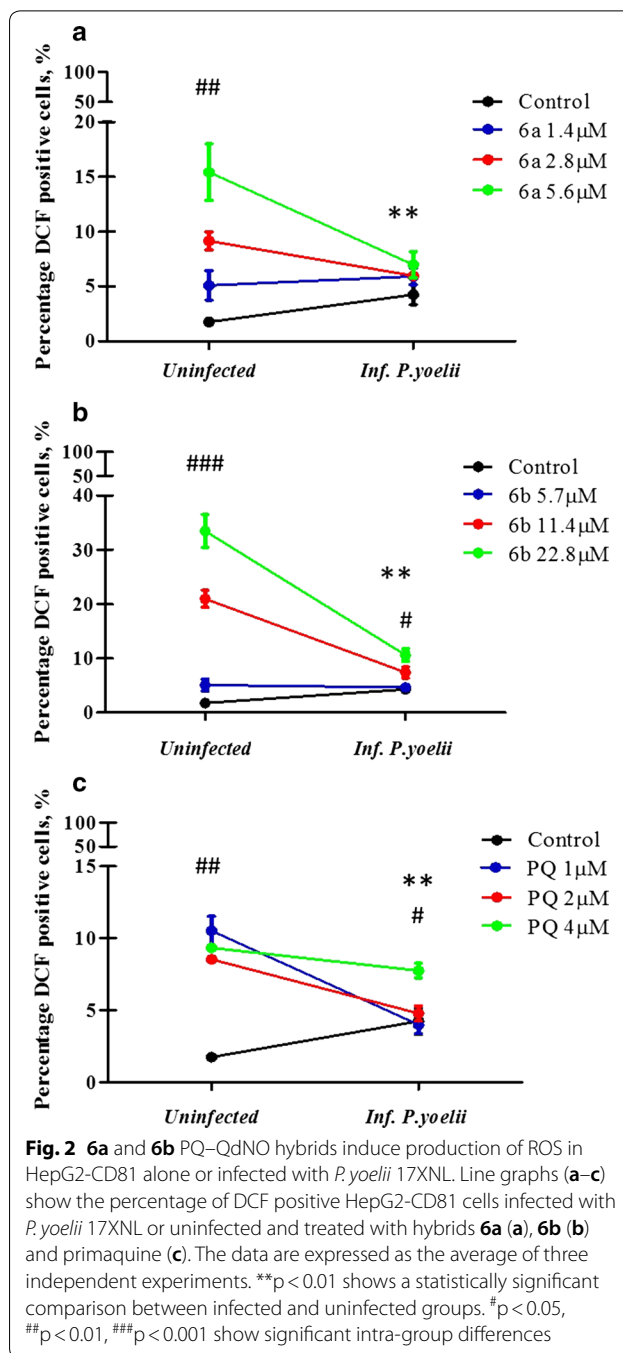 a
##
**
100
50
20
15
10
5
0
Percentage DCF positive cells, %
Uninfected
Inf. P.yoelii
Control
6a 1.4µM
6a 2.8µM
6a 5.6µM
b
###
**
#
100
50
40
30
20
10
0
Percentage DCF positive cells, %
Uninfected
Inf. P.yoelii
Control
6b 5.7µM
6b 11.4µM
6b 22.8µM
c
##
**
#
100
50
15
10
5
0
Percentage DCF positive cells, %
Uninfected
Inf. P.yoelii
Control
PQ 1µM
PQ 2µM
PQ 4µM
Fig. 2 6a and 6b PQ–QdNO hybrids induce production of ROS in
HepG2-CD81 alone or infected with P. yoelii 17XNL. Line graphs (a–c)
show the percentage of DCF positive HepG2-CD81 cells infected with
P. yoelii 17XNL or uninfected and treated with hybrids 6a (a), 6b (b)
and primaquine (c). The data are expressed as the average of three
independent experiments. **p < 0.01 shows a statistically significant
comparison between infected and uninfected groups. #p < 0.05,
##p < 0.01, ###p < 0.001 show significant intra-group differences